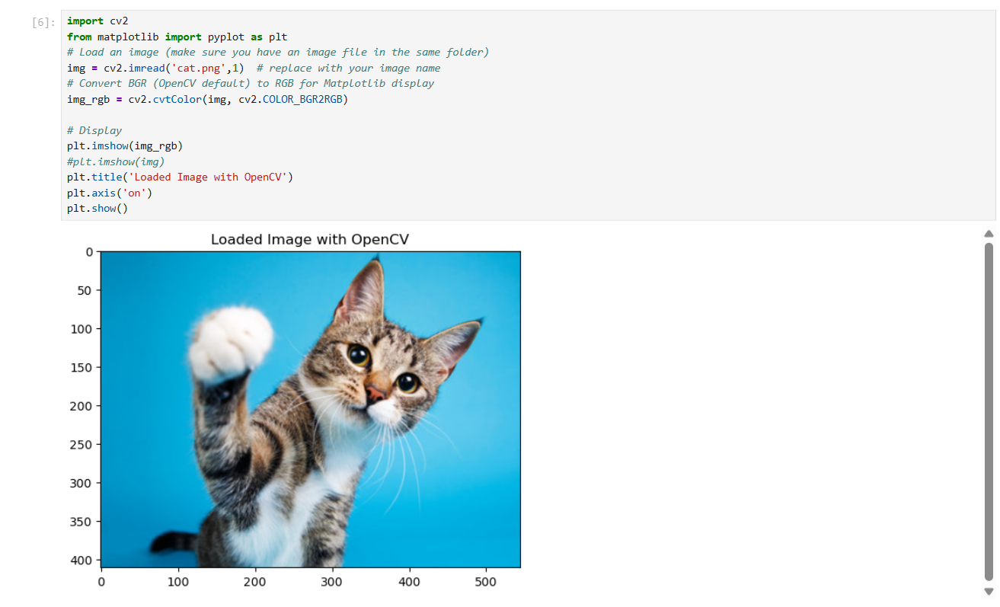 [6]:
import cv2
from matplotlib import pyplot as plt
# Load an image (make sure you have an image file in the same folder)
img = cv2.imread('cat.png',1)  # replace with your image name
# Convert BGR (OpenCV default) to RGB for Matplotlib display
img_rgb = cv2.cvtColor(img, cv2.COLOR_BGR2RGB)
# Display
plt.imshow(img_rgb)
#plt.imshow(img)
plt.title('Loaded Image with OpenCV')
plt.axis('on')
plt.show()
Loaded Image with OpenCV
0
50
100
150
200
250
300
350
400
0 100 200 300 400 500